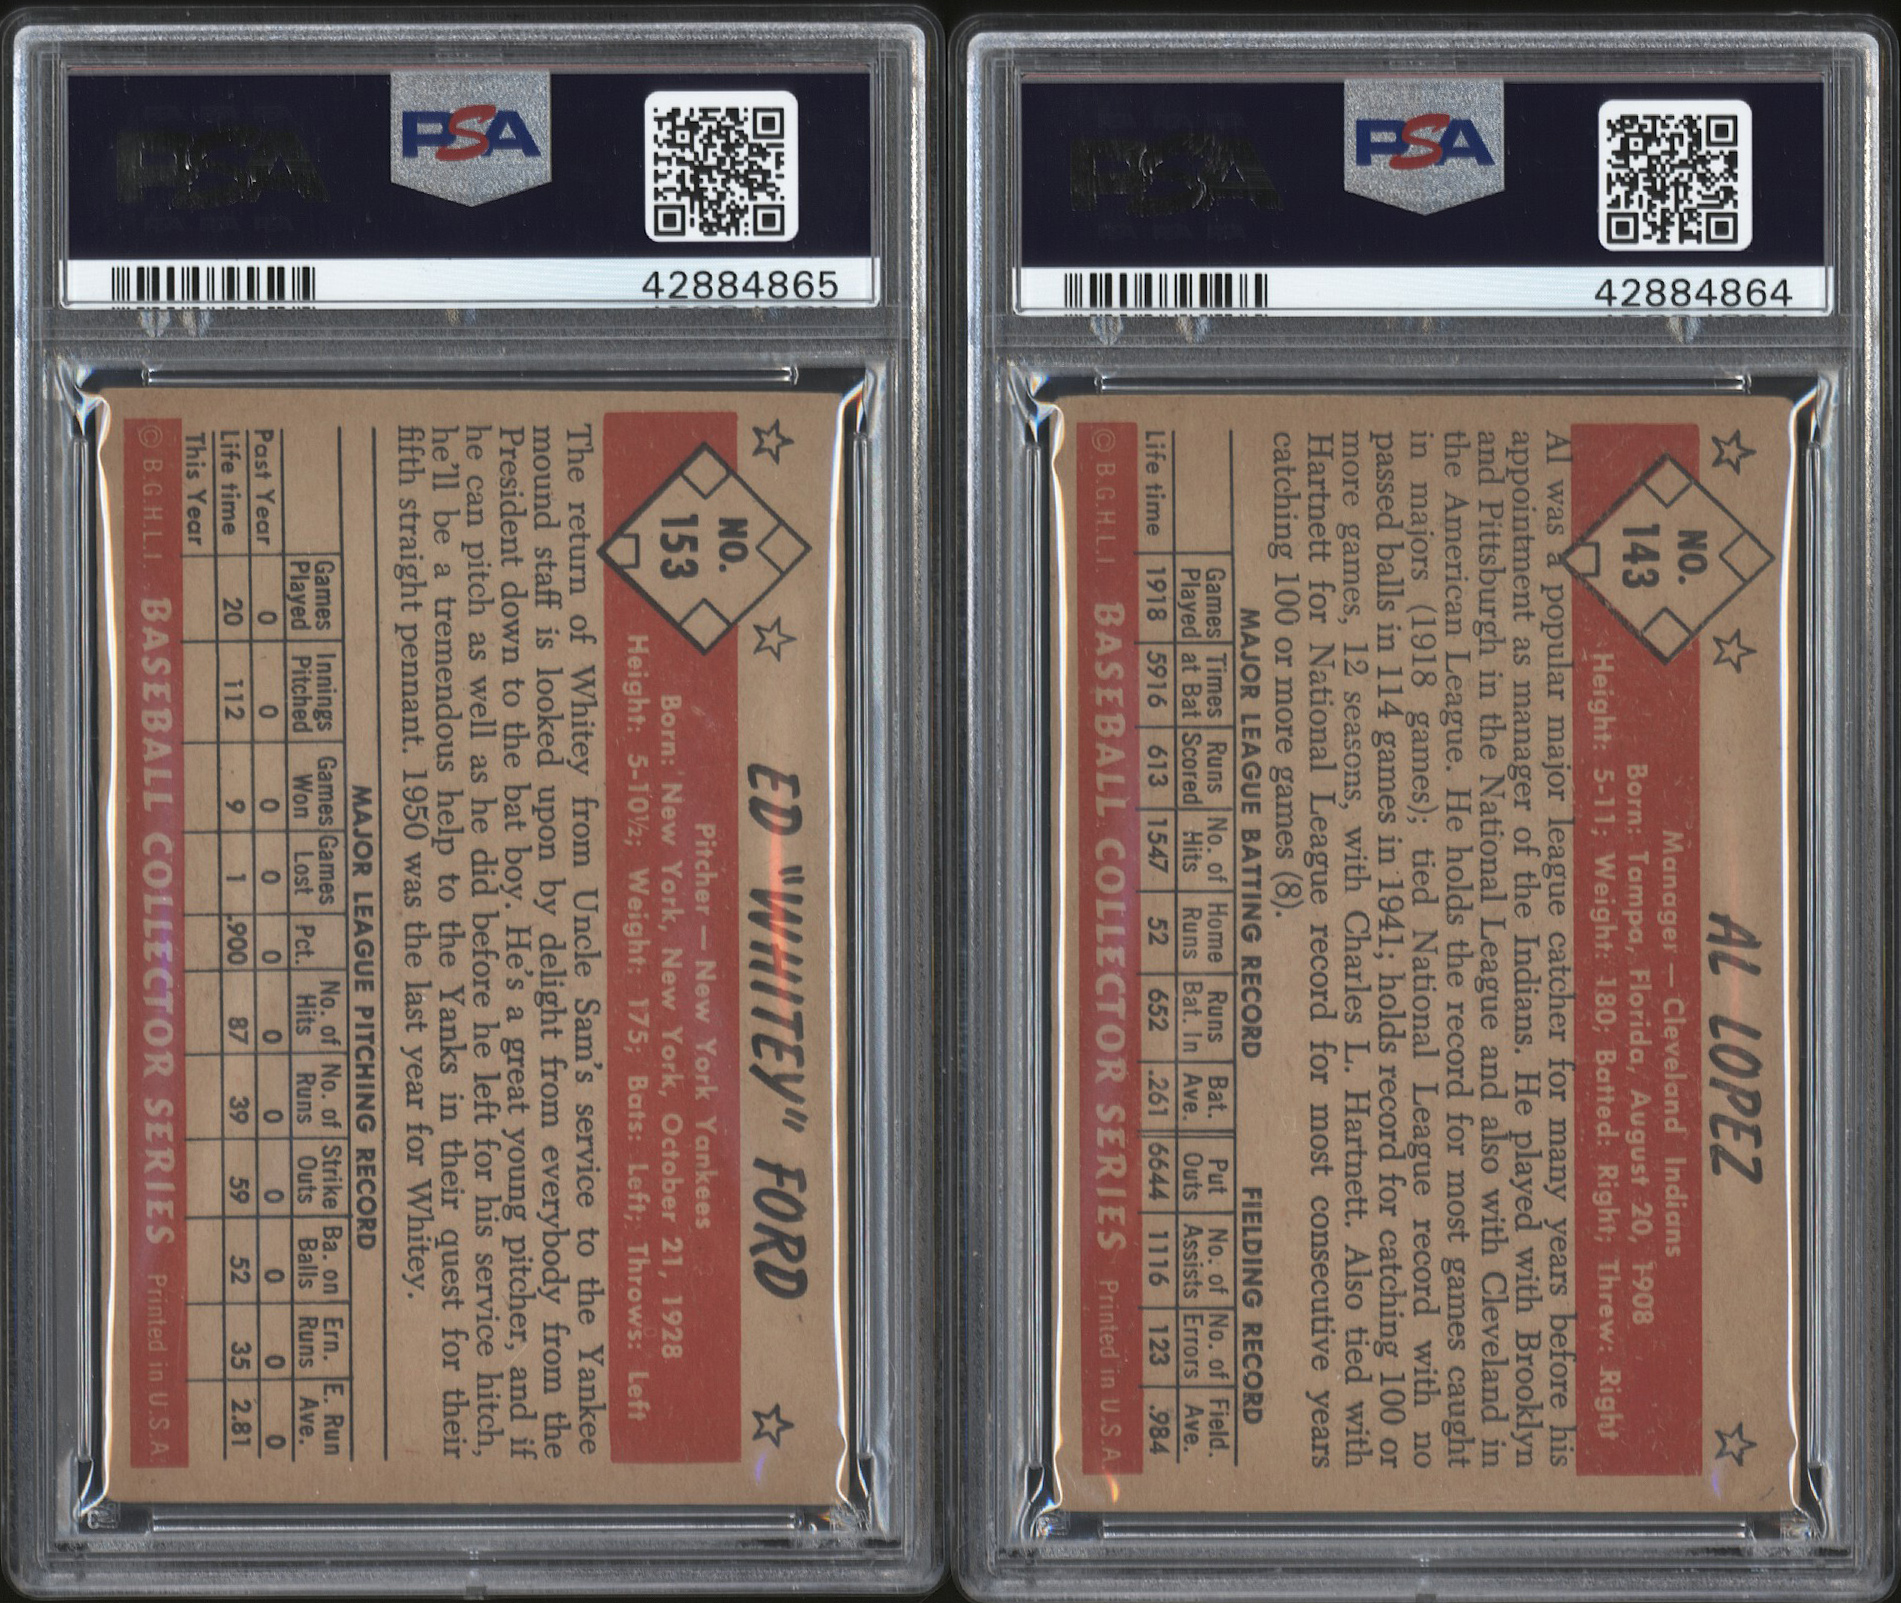 PSA
PSA
42884865
NO.
153
ED "WHITEY" FORD
Pitcher — New York Yankees
Born: New York, New York, October 21, 1928
Height: 5-10½; Weight: 175; Bats: Left; Throws: Left
The return of Whitey from Uncle Sam's service to the Yankee
mound staff is looked upon by delight from everybody from the
President down to the bat boy. He's a great young pitcher, and if
he can pitch as well as he did before he left for his service hitch,
he'll be a tremendous help to the Yanks in their quest for their
fifth straight pennant. 1950 was the last year for Whitey.
MAJOR LEAGUE PITCHING RECORD
Games Innings Games Games No. of No. of Strike Ba. on Ern. E. Run
Played Pitched Won Lost Pct. Hits Runs Outs Balls Runs Ave.
Past Year 0 0 0 0 0 0 0 0 0 0 0
Life time 20 112 9 1 .900 87 39 59 52 35 2.81
This Year
© B.G.H.L.I. BASEBALL COLLECTOR SERIES Printed in U.S.A.
PSA
PSA
42884864
NO.
143
AL LOPEZ
Manager — Cleveland Indians
Born: Tampa, Florida, August 20, 1908
Height: 5-11; Weight: 180; Batted: Right; Threw: Right
Al was a popular major league catcher for many years before his
appointment as manager of the Indians. He played with Brooklyn
and Pittsburgh in the National League and also with Cleveland in
the American League. He holds the record for most games caught
in majors (1918 games); tied National League record with no
passed balls in 114 games in 1941; holds record for catching 100 or
more games, 12 seasons, with Charles L. Hartnett. Also tied with
Hartnett for National League record for most consecutive years
catching 100 or more games (8).
MAJOR LEAGUE BATTING RECORD FIELDING RECORD
Games Times Runs No. of Home Runs Bat. Put No. of No. of Field.
Played at Bat Scored Hits Runs Bat. In Ave. Outs Assists Errors Ave.
Life time 1918 5916 613 1547 52 652 .261 6644 1116 123 .984
© B.G.H.L.I. BASEBALL COLLECTOR SERIES Printed in U.S.A.